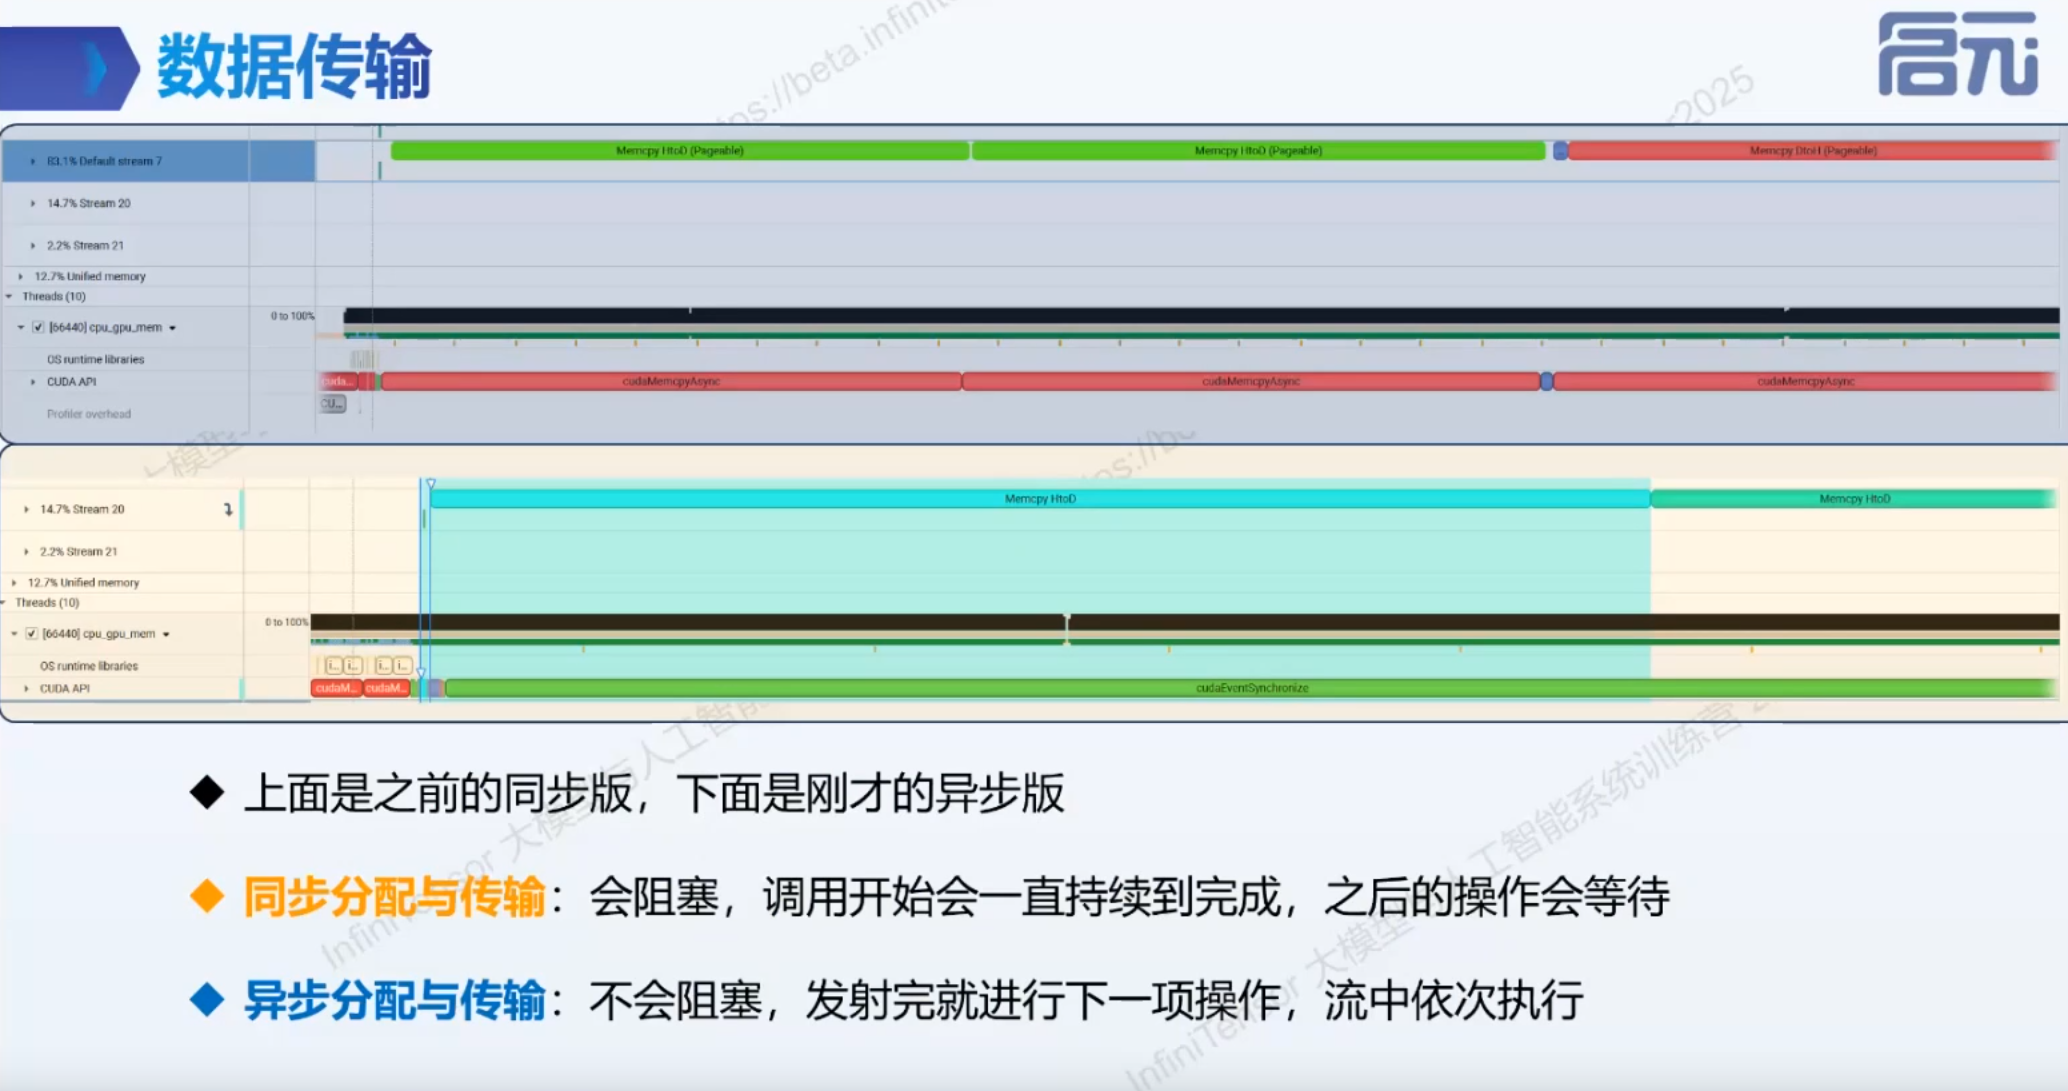 数据传输
启元
83.1% Default stream 7
Memcpy HtoD (Pageable)
Memcpy HtoD (Pageable)
Memcpy DtoH (Pageable)
14.7% Stream 20
2.2% Stream 21
12.7% Unified memory
Threads (10)
0 to 100%
[66440] cpu_gpu_mem
OS runtime libraries
CUDA API
cuda...
cudaMemcpyAsync
cudaMemcpyAsync
cudaMemcpyAsync
CU...
Profiler overhead
14.7% Stream 20
Memcpy HtoD
Memcpy HtoD
2.2% Stream 21
12.7% Unified memory
Threads (10)
0 to 100%
[66440] cpu_gpu_mem
OS runtime libraries
i...
i...
i...
i...
CUDA API
cudaM...
cudaM...
cudaEventSynchronize
上面是之前的同步版，下面是刚才的异步版
同步分配与传输：会阻塞，调用开始会一直持续到完成，之后的操作会等待
异步分配与传输：不会阻塞，发射完就进行下一项操作，流中依次执行